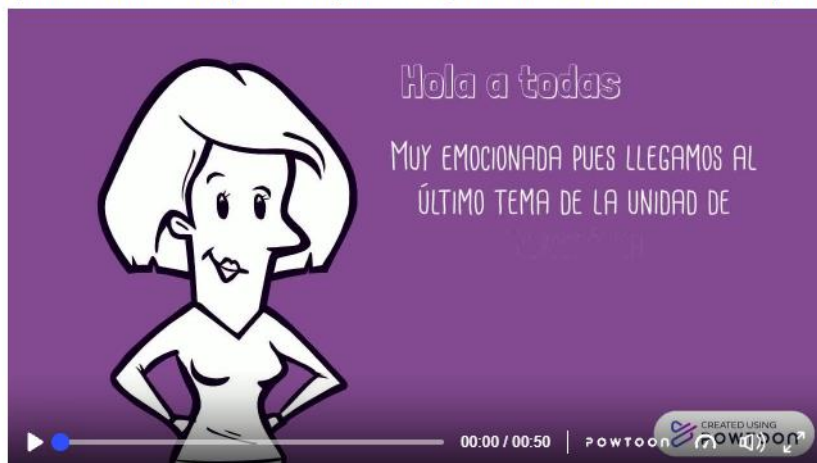 Hola a todas
MUY EMOCIONADA PUES LLEGAMOS AL
ÚLTIMO TEMA DE LA UNIDAD DE
00:00 / 00:50
POWTOON
CREATED USING
POWTOON